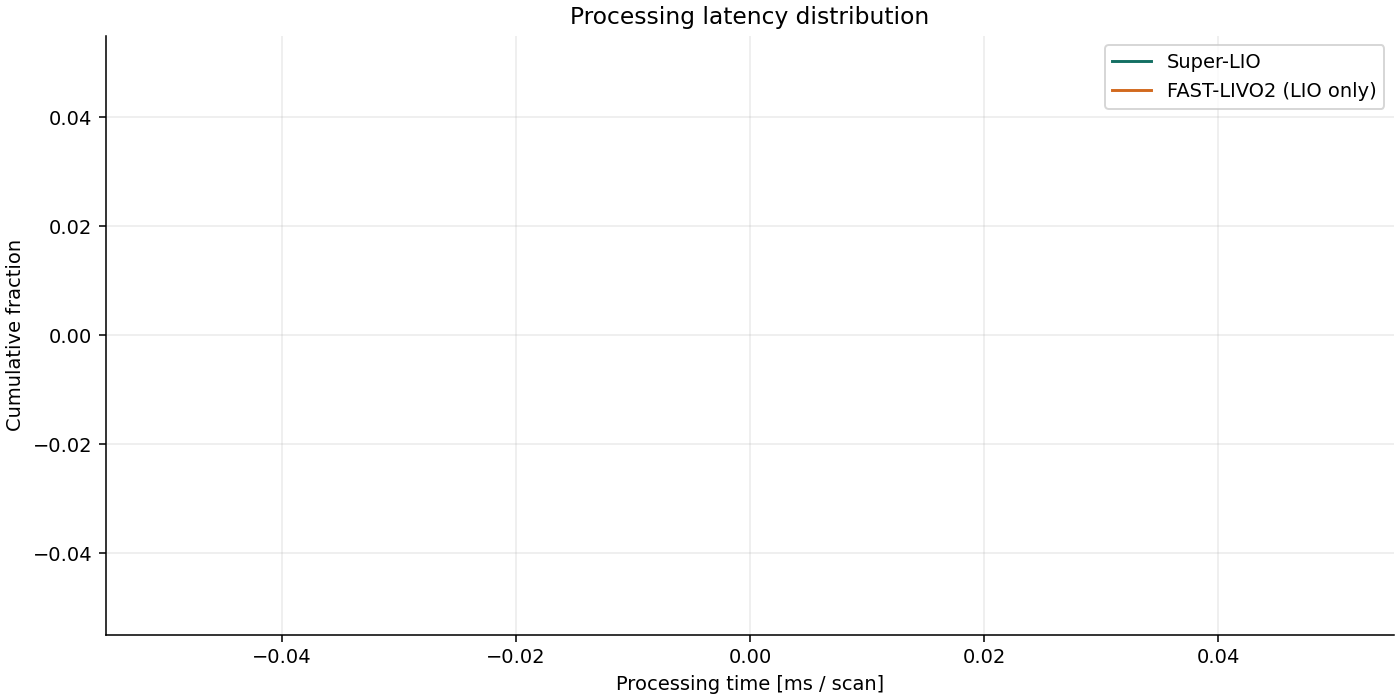 Processing latency distribution
Super-LIO
FAST-LIVO2 (LIO only)
Cumulative fraction
0.04
0.02
0.00
−0.02
−0.04
−0.04
−0.02
0.00
0.02
0.04
Processing time [ms / scan]